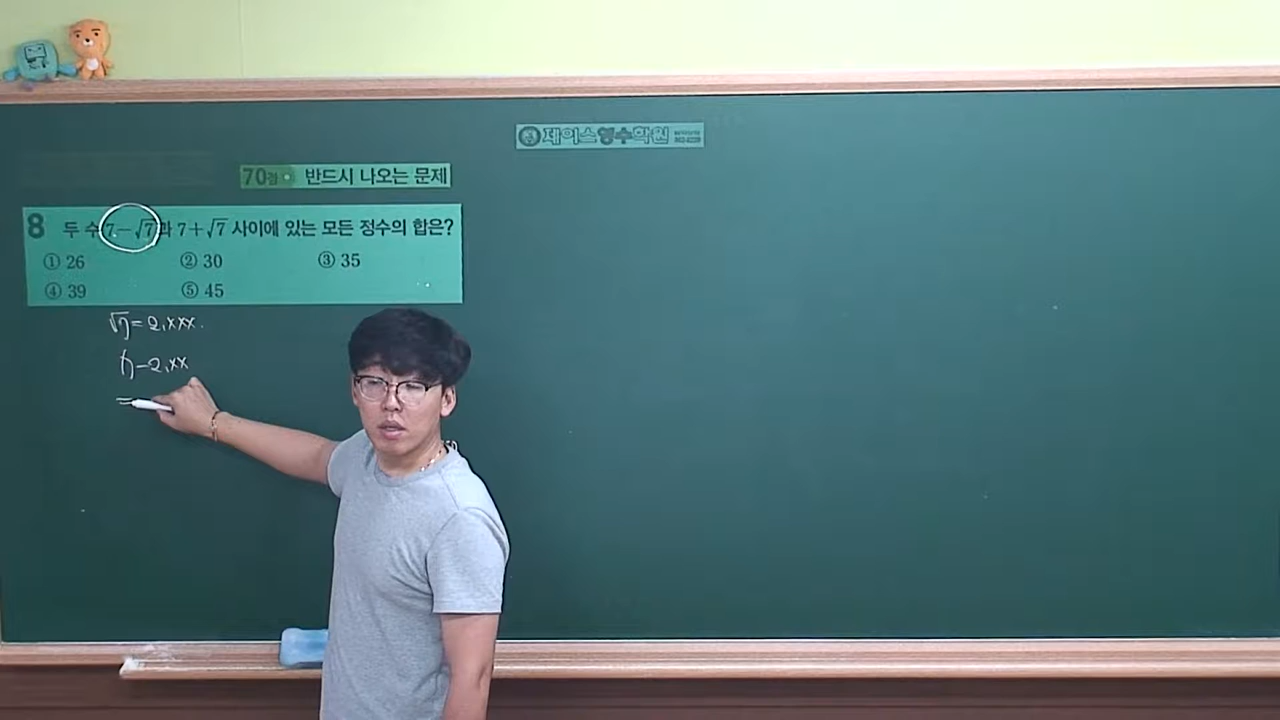 제이스영수학원
70점 반드시 나오는 문제
8 두 수 7-√7과 7+√7 사이에 있는 모든 정수의 합은?
① 26 ② 30 ③ 35
④ 39 ⑤ 45
√7=2.xxx.
7-2.xx
=